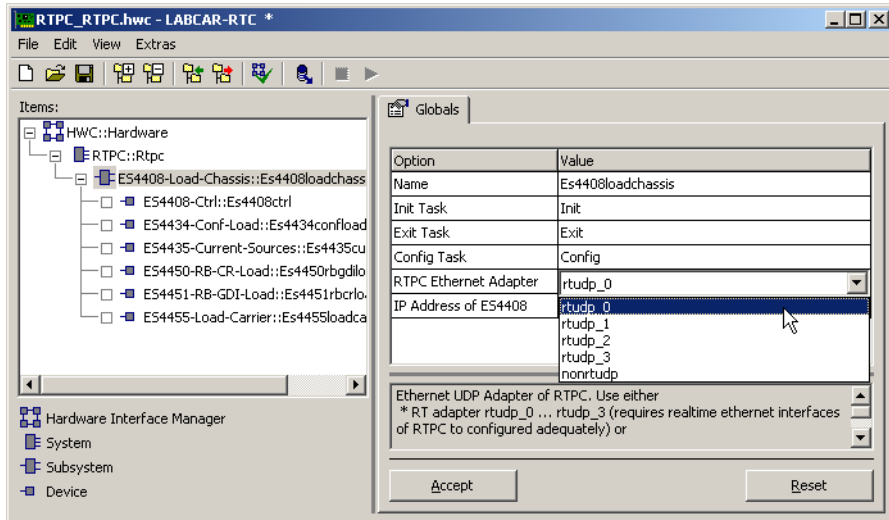 RTPC_RTPC.hwc - LABCAR-RTC *
File Edit View Extras
Items:
HWC::Hardware
RTPC::Rtpc
ES4408-Load-Chassis::Es4408loadchass
ES4408-Ctrl::Es4408ctrl
ES4434-Conf-Load::Es4434confload
ES4435-Current-Sources::Es4435cu
ES4450-RB-CR-Load::Es4450rbgdilo
ES4451-RB-GDI-Load::Es4451rbcrlo
ES4455-Load-Carrier::Es4455loadca
Hardware Interface Manager
System
Subsystem
Device
Globals
Option Value
Name Es4408loadchassis
Init Task Init
Exit Task Exit
Config Task Config
RTPC Ethernet Adapter rtudp_0
IP Address of ES4408 rtudp_0
rtudp_1
rtudp_2
rtudp_3
nonrtudp
Ethernet UDP Adapter of RTPC. Use either
* RT adapter rtudp_0 ... rtudp_3 (requires realtime ethernet interfaces
of RTPC to configured adequately) or
Accept Reset